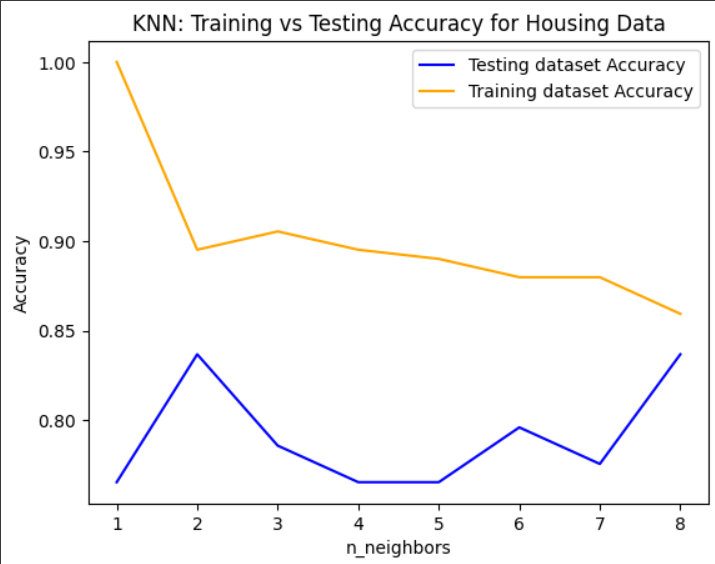 KNN: Training vs Testing Accuracy for Housing Data
Testing dataset Accuracy
Training dataset Accuracy
1.00
0.95
0.90
0.85
0.80
Accuracy
1 2 3 4 5 6 7 8
n_neighbors